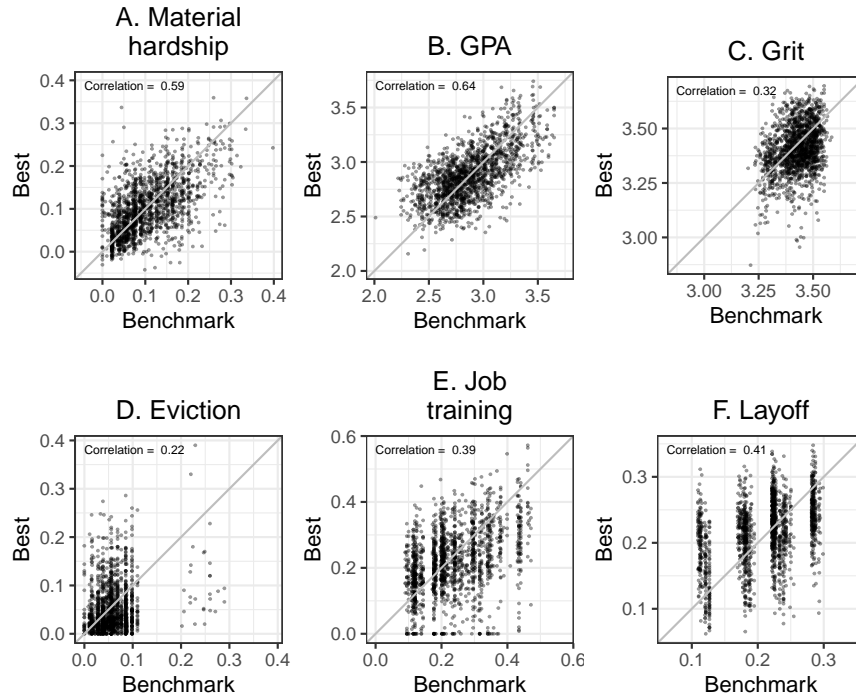 A. Material
hardship
B. GPA
C. Grit
Correlation = 0.59
Correlation = 0.64
Correlation = 0.32
0.4
0.3
0.2
0.1
0.0
Best
0.0 0.1 0.2 0.3 0.4
Benchmark
3.5
3.0
2.5
2.0
Best
2.0 2.5 3.0 3.5
Benchmark
3.50
3.25
3.00
Best
3.00 3.25 3.50
Benchmark
D. Eviction
E. Job
training
F. Layoff
Correlation = 0.22
Correlation = 0.39
Correlation = 0.41
0.4
0.3
0.2
0.1
0.0
Best
0.0 0.1 0.2 0.3 0.4
Benchmark
0.6
0.4
0.2
0.0
Best
0.0 0.2 0.4 0.6
Benchmark
0.3
0.2
0.1
Best
0.1 0.2 0.3
Benchmark